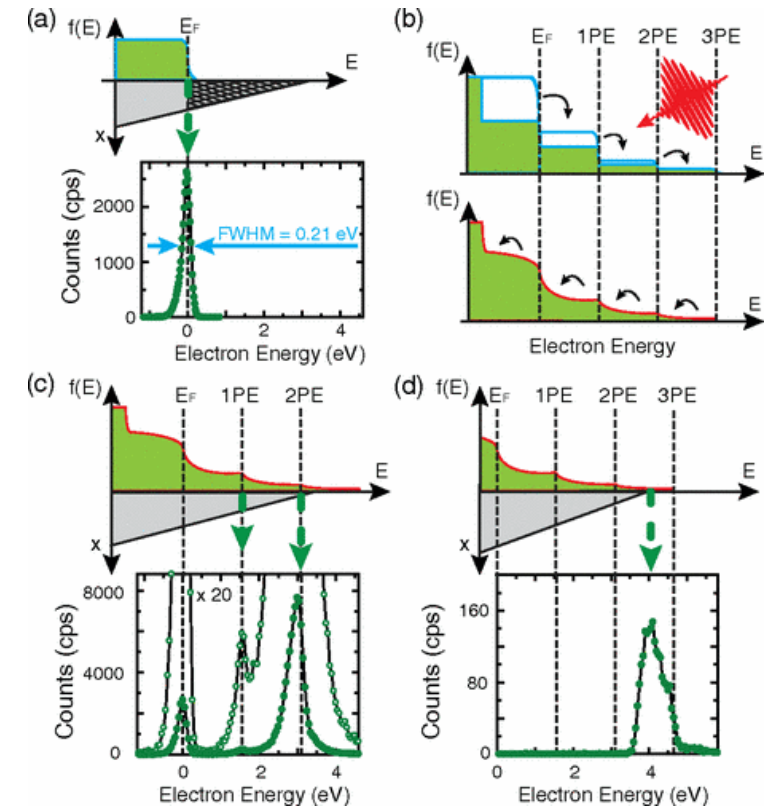 (a)
f(E)
EF
E
x
2000
1000
0
Counts (cps)
FWHM = 0.21 eV
0 2 4
Electron Energy (eV)
(b)
f(E)
EF 1PE 2PE 3PE
E
f(E)
E
Electron Energy
(c)
f(E)
EF 1PE 2PE
E
x
8000
4000
0
Counts (cps)
x 20
0 2 4
Electron Energy (eV)
(d)
f(E)
EF 1PE 2PE 3PE
E
x
160
80
0
Counts (cps)
0 2 4
Electron Energy (eV)